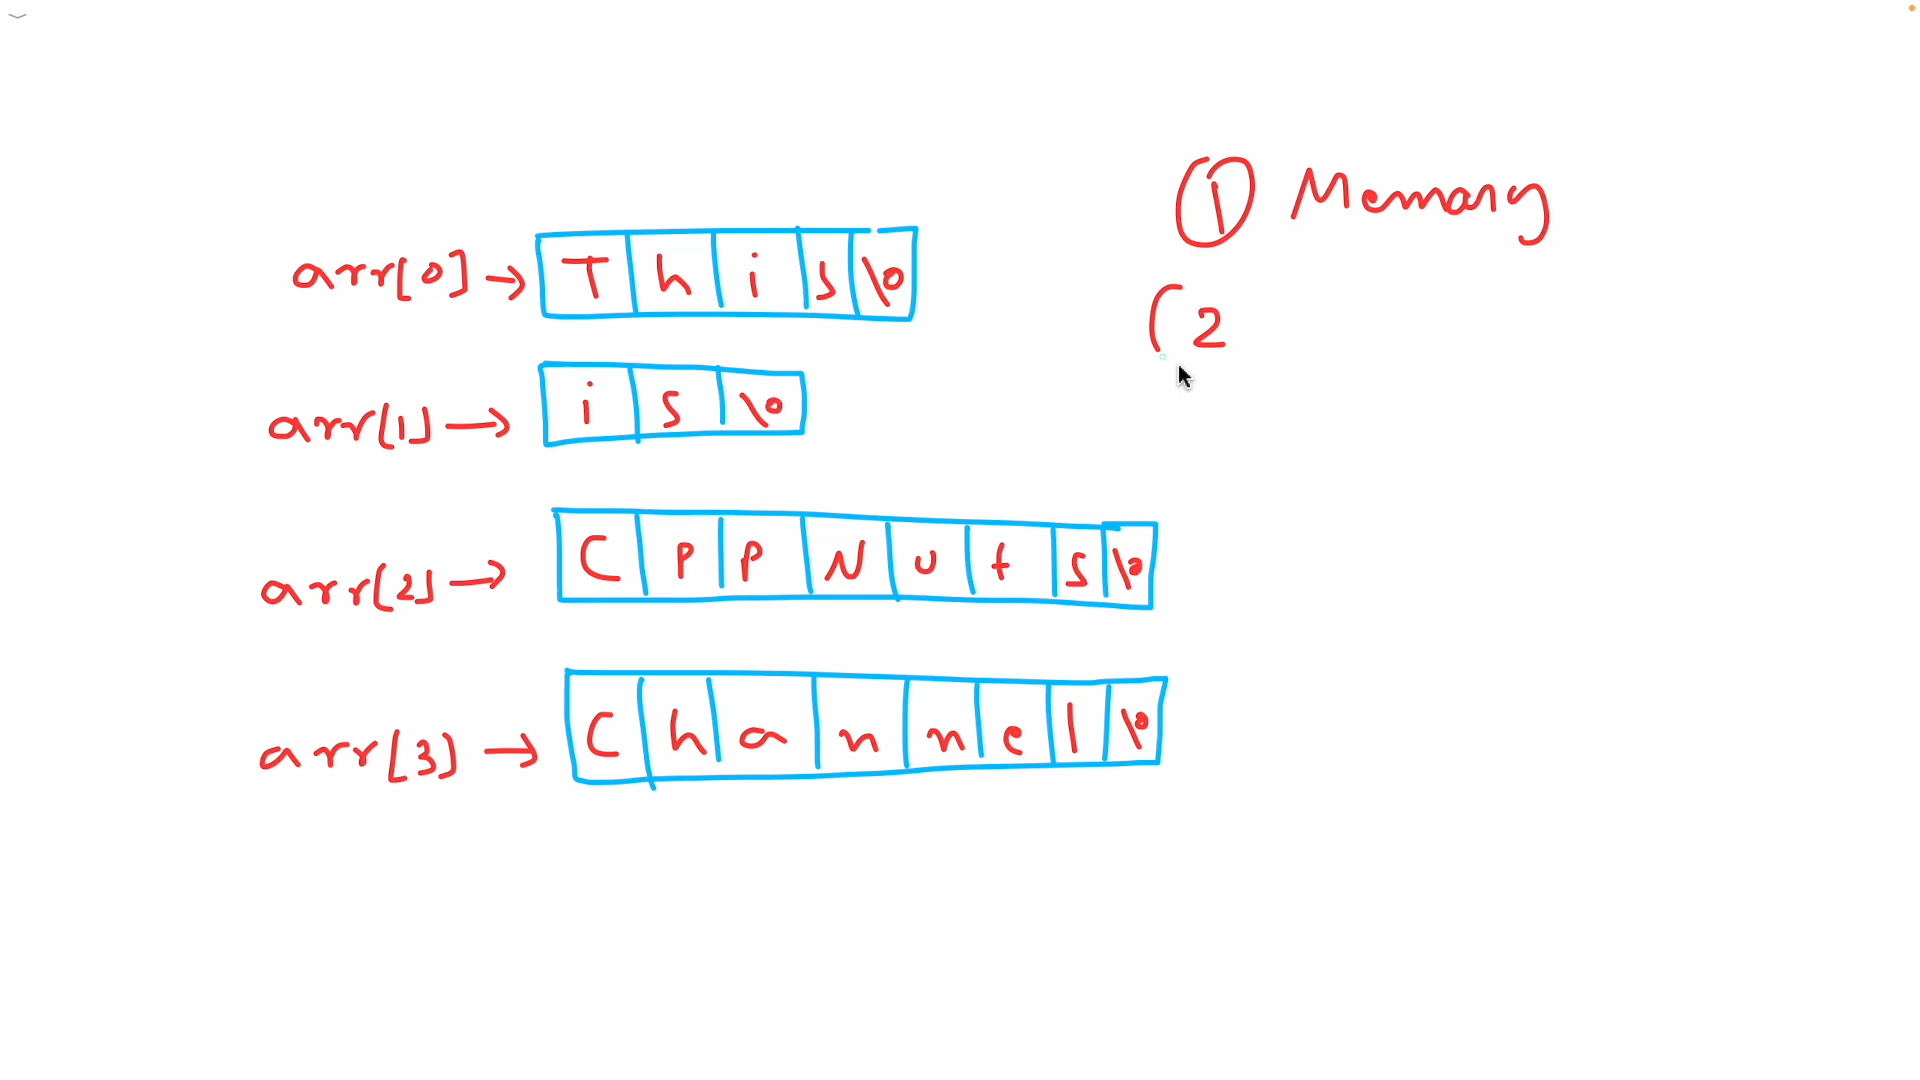 arr[0] → T h i s \0
arr[1] → i s \0
arr[2] → C P P N u t s \0
arr[3] → C h a n n e l \0
① Memory
(2